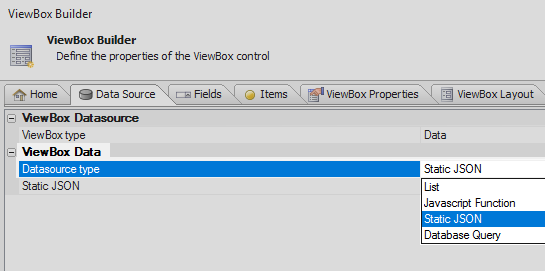 ViewBox Builder
ViewBox Builder
Define the properties of the ViewBox control
Home Data Source Fields Items ViewBox Properties ViewBox Layout
ViewBox Datasource
ViewBox type Data
ViewBox Data
Datasource type Static JSON
Static JSON
List
Javascript Function
Static JSON
Database Query